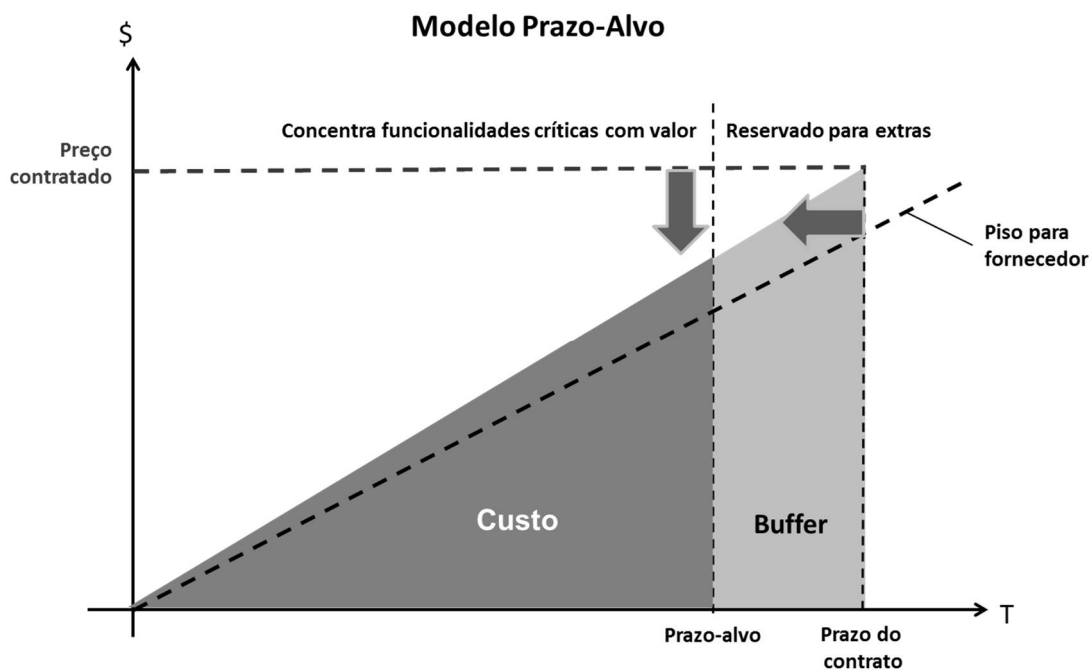 Modelo Prazo-Alvo
$
Concentra funcionalidades críticas com valor
Reservado para extras
Preço
contratado
Piso para
fornecedor
Custo
Buffer
T
Prazo-alvo
Prazo do
contrato